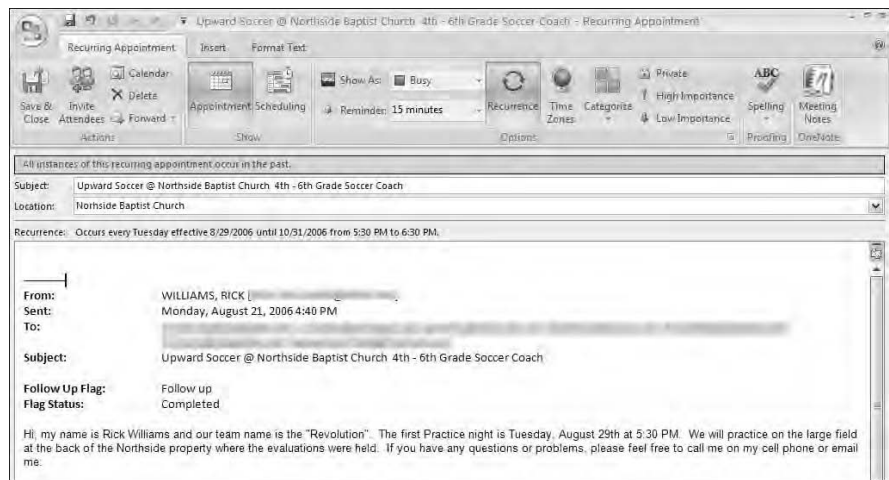 Upward Soccer @ Northside Baptist Church 4th - 6th Grade Soccer Coach - Recurring Appointment
Recurring Appointment Insert Format Text
Save & Close
Invite Attendees
Calendar
Delete
Forward
Actions
Appointment Scheduling
Show
Show As: Busy
Reminder: 15 minutes
Recurrence
Time Zones
Categorize
Private
High Importance
Low Importance
Options
ABC
Spelling
Proofing
Meeting Notes
OneNote
All instances of this recurring appointment occur in the past.
Subject: Upward Soccer @ Northside Baptist Church 4th - 6th Grade Soccer Coach
Location: Norhside Baptist Church
Recurrence: Occurs every Tuesday effective 8/29/2006 until 10/31/2006 from 5:30 PM to 6:30 PM.
From: WILLIAMS, RICK [
Sent: Monday, August 21, 2006 4:40 PM
To:
Subject: Upward Soccer @ Northside Baptist Church 4th - 6th Grade Soccer Coach
Follow Up Flag: Follow up
Flag Status: Completed
Hi, my name is Rick Williams and our team name is the "Revolution". The first Practice night is Tuesday, August 29th at 5:30 PM. We will practice on the large field
at the back of the Northside property where the evaluations were held. If you have any questions or problems, please feel free to call me on my cell phone or email
me.